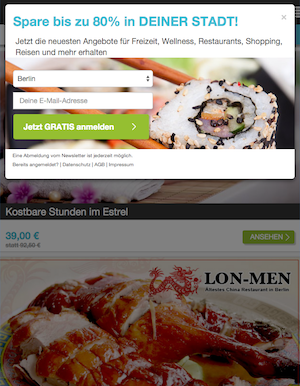 Spare bis zu 80% in DEINER STADT!
×
Jetzt die neuesten Angebote für Freizeit, Wellness, Restaurants, Shopping,
Reisen und mehr erhalten
Berlin
Deine E-Mail-Adresse
Jetzt GRATIS anmelden
Eine Abmeldung vom Newsletter ist jederzeit möglich.
Bereits angemeldet? | Datenschutz | AGB | Impressum
Kostbare Stunden im Estrel
39,00 €
statt 92,50 €
ANSEHEN
LON-MEN
Ältestes China Restaurant in Berlin